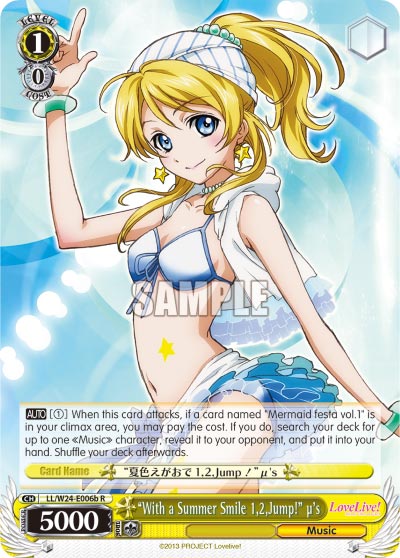 LEVEL
1
0
COST
SAMPLE
AUTO [①] When this card attacks, if a card named "Mermaid festa vol.1" is
in your climax area, you may pay the cost. If you do, search your deck for
up to one «Music» character, reveal it to your opponent, and put it into your
hand. Shuffle your deck afterwards.
Card Name
"夏色えがおで 1,2,Jump！"μ's
CH LL/W24-E006b R
"With a Summer Smile 1,2,Jump!" μ's
LoveLive!
POWER
5000
SOUL
Music
©2013 PROJECT Lovelive!